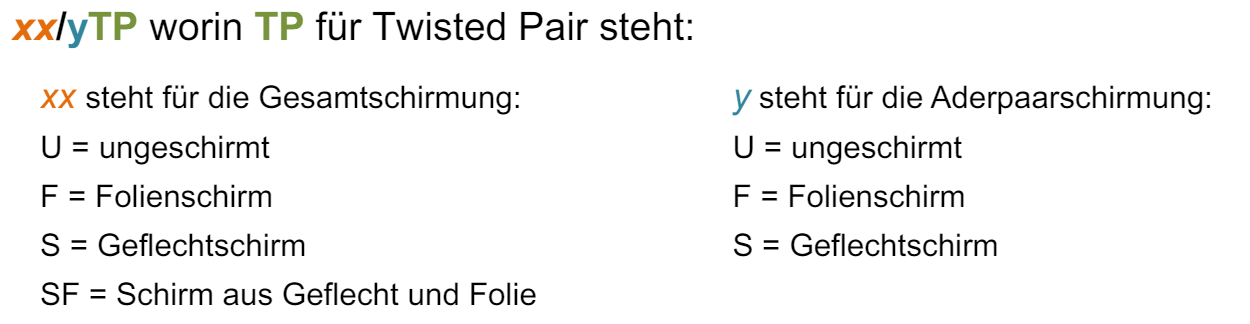 xx/yTP worin TP für Twisted Pair steht:
xx steht für die Gesamtschirmung:
U = ungeschirmt
F = Folienschirm
S = Geflechtschirm
SF = Schirm aus Geflecht und Folie
y steht für die Aderpaarschirmung:
U = ungeschirmt
F = Folienschirm
S = Geflechtschirm